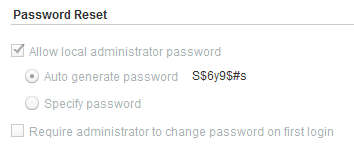 Password Reset
Allow local administrator password
Auto generate password S$6y9$#s
Specify password
Require administrator to change password on first login